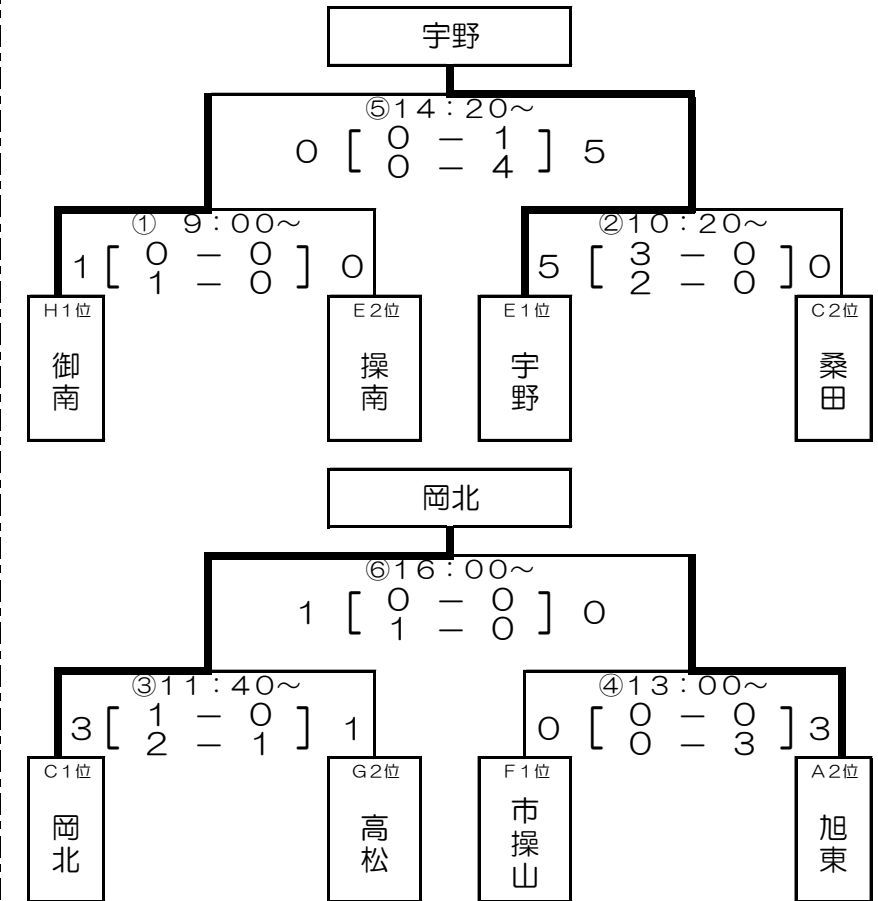 宇野
⑤14：20～
0 [ 0 － 1 ] 5
0 － 4
① 9：00～
②10：20～
1 [ 0 － 0 ] 0
1 － 0
5 [ 3 － 0 ] 0
2 － 0
H1位
E2位
E1位
C2位
御南
操南
宇野
桑田
岡北
⑥16：00～
1 [ 0 － 0 ] 0
1 － 0
③11：40～
④13：00～
3 [ 1 － 0 ] 1
2 － 1
0 [ 0 － 0 ] 3
0 － 3
C1位
G2位
F1位
A2位
岡北
高松
市操山
旭東